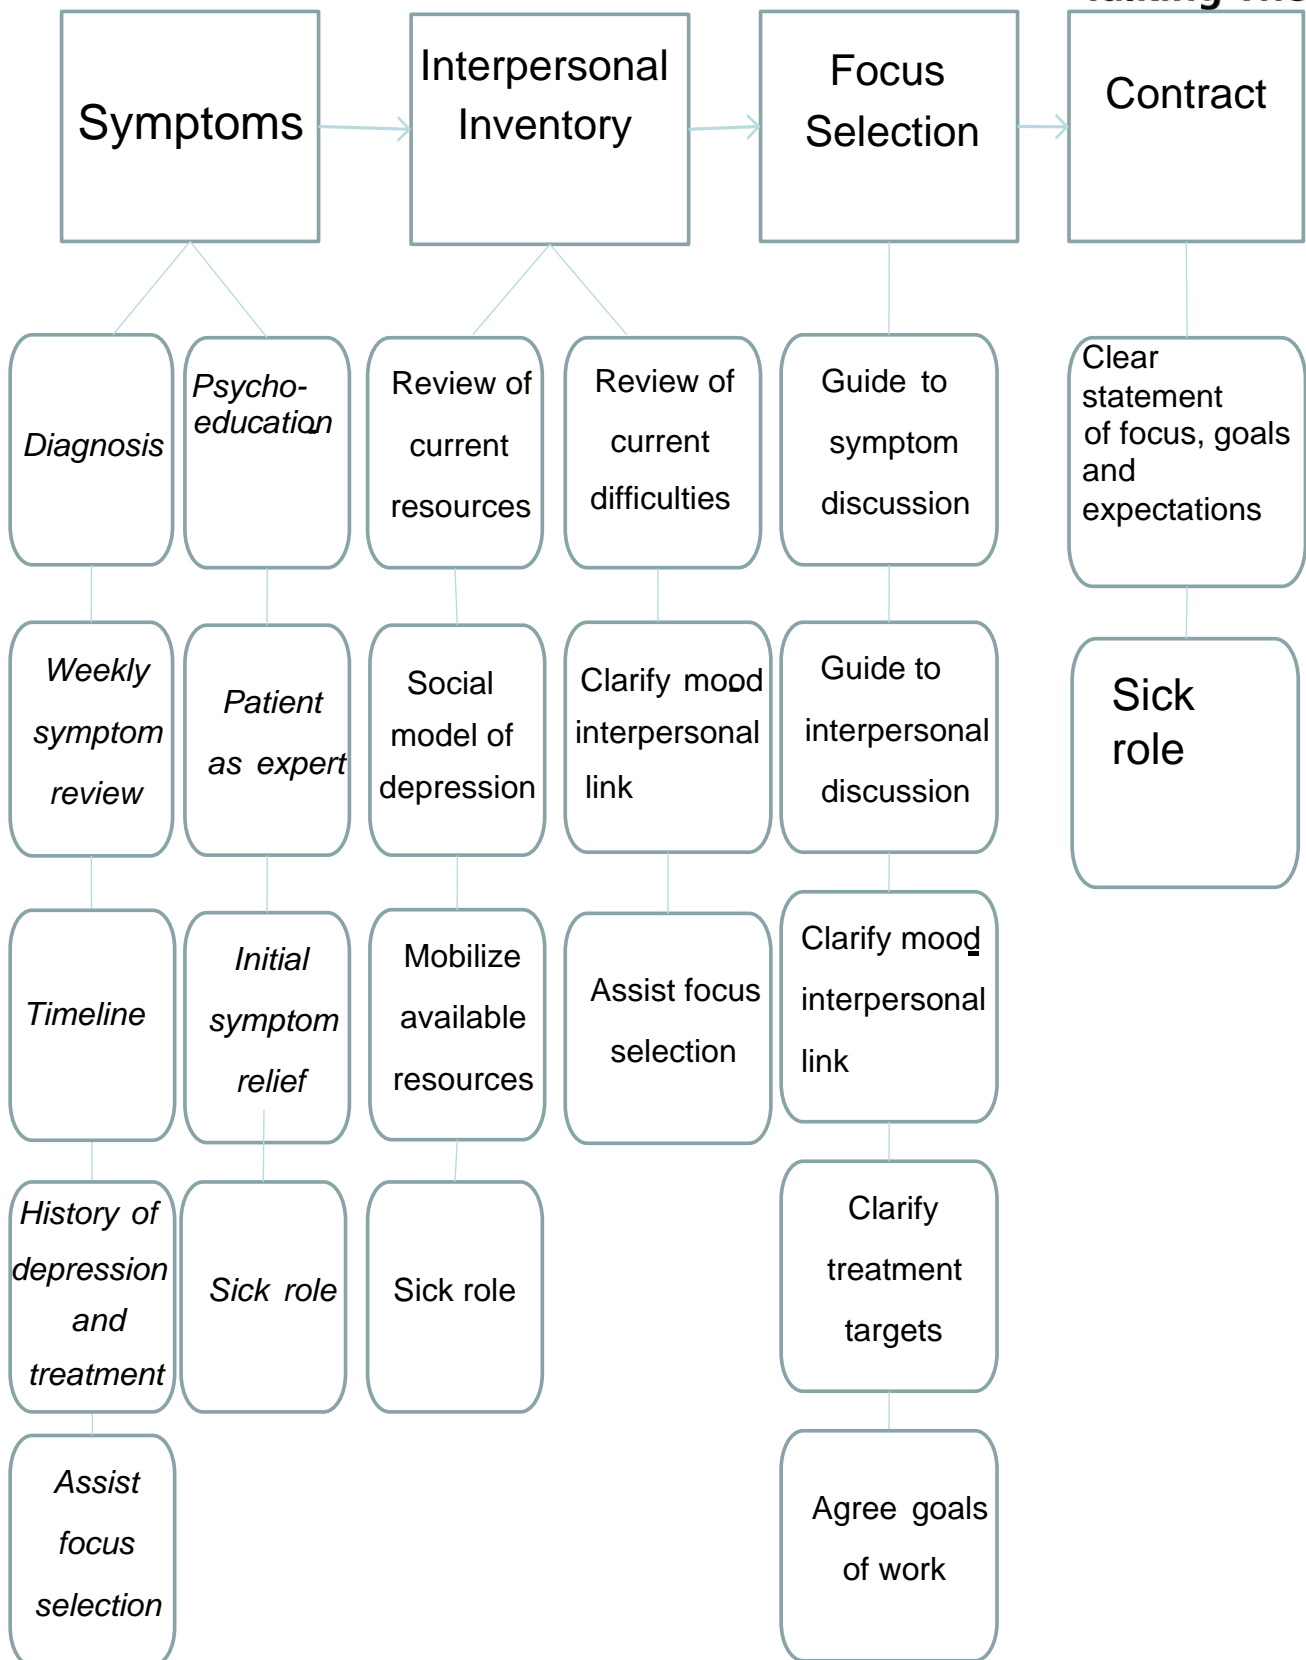 Symptoms
Interpersonal
Inventory
Focus
Selection
Contract
Diagnosis
Weekly
symptom
review
Timeline
History of
depression
and
treatment
Assist
focus
selection
Psycho-
education
Patient
as expert
Initial
symptom
relief
Sick role
Review of
current
resources
Social
model of
depression
Mobilize
available
resources
Sick role
Review of
current
difficulties
Clarify mood
interpersonal
link
Assist focus
selection
Guide to
symptom
discussion
Guide to
interpersonal
discussion
Clarify mood
interpersonal
link
Clarify
treatment
targets
Agree goals
of work
Clear
statement
of focus, goals
and
expectations
Sick
role